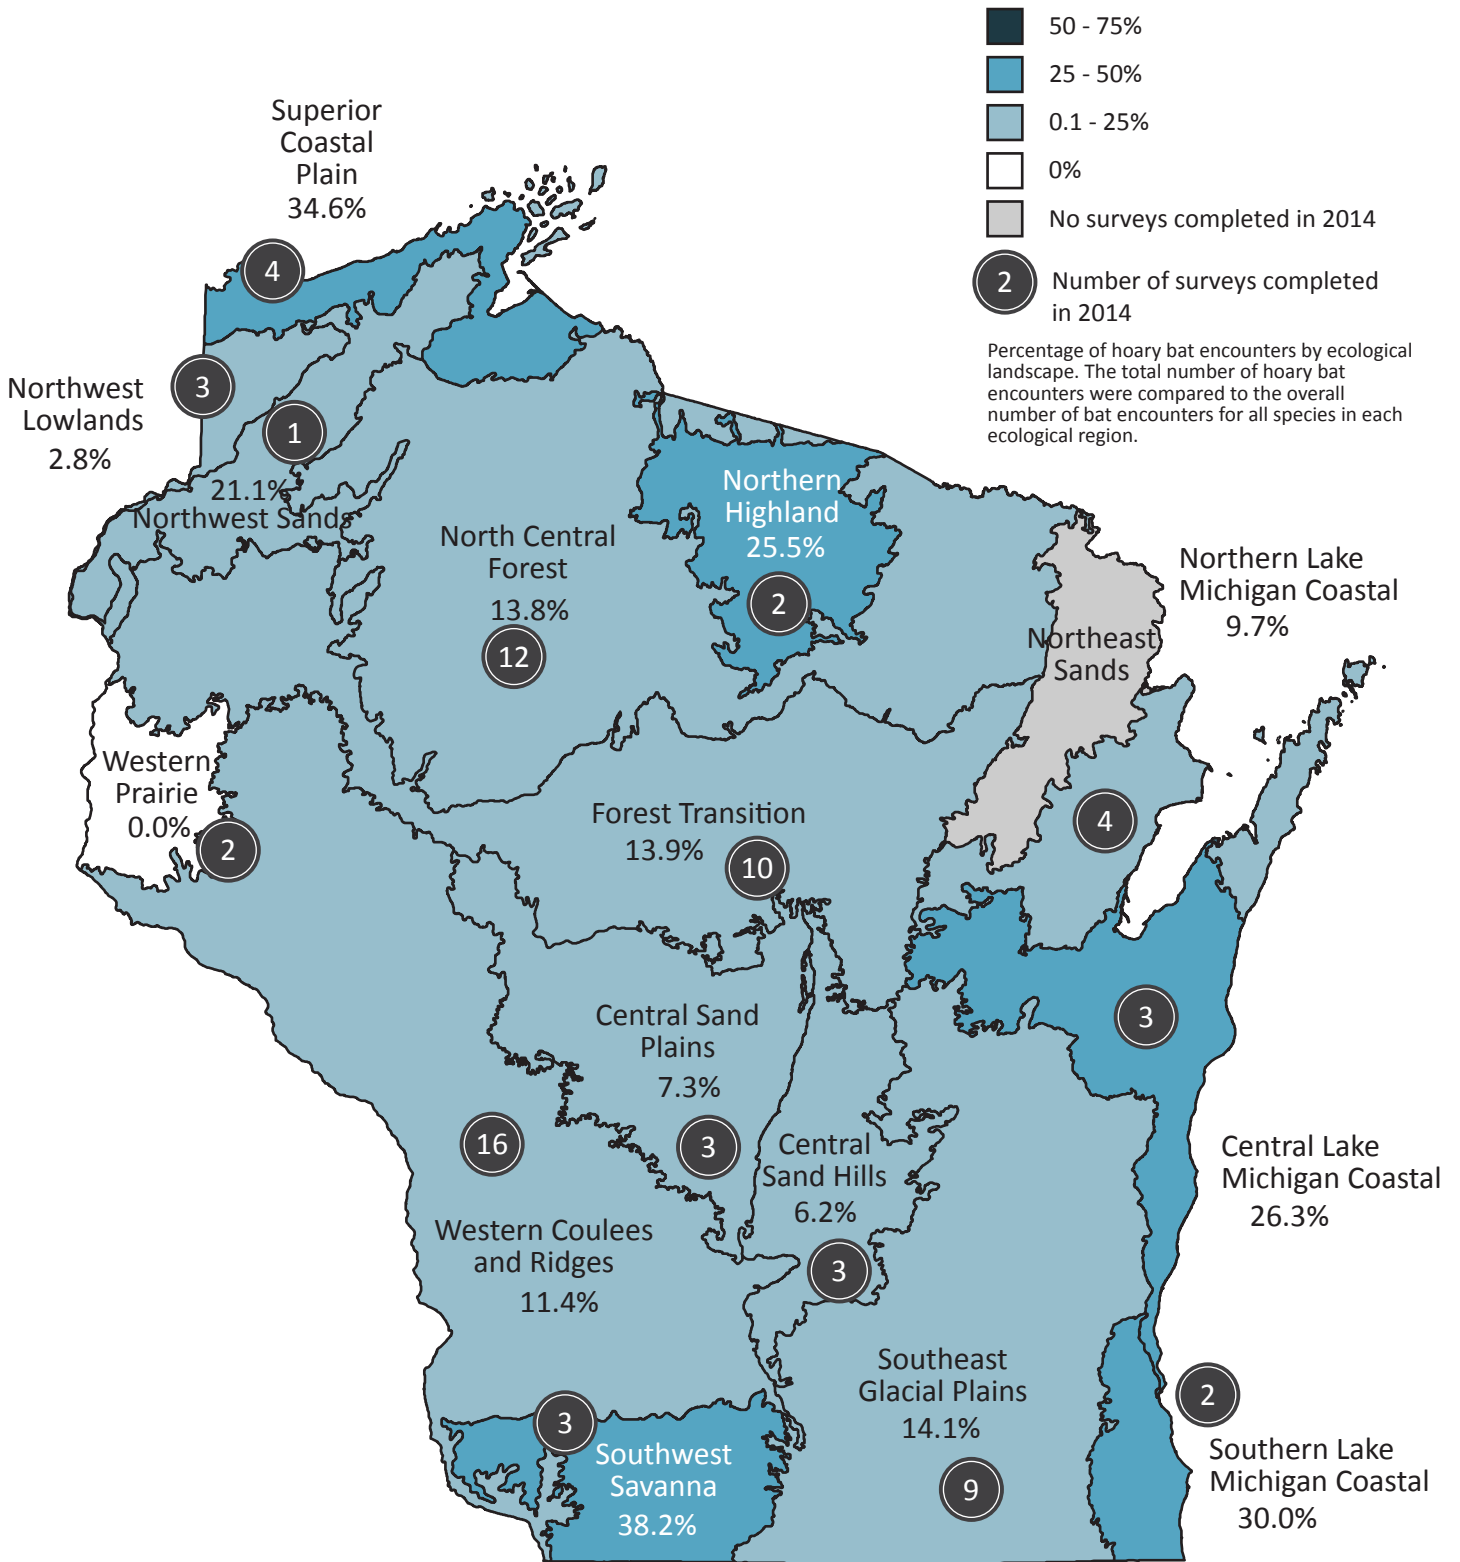 50 - 75%
25 - 50%
0.1 - 25%
0%
No surveys completed in 2014
2
Number of surveys completed
in 2014
Percentage of hoary bat encounters by ecological
landscape. The total number of hoary bat
encounters were compared to the overall
number of bat encounters for all species in each
ecological region.
Superior
Coastal
Plain
34.6%
4
Northwest
Lowlands
2.8%
3
1
21.1%
Northwest Sands
North Central
Forest
13.8%
12
Northern
Highland
25.5%
2
Northeast
Sands
Northern Lake
Michigan Coastal
9.7%
4
Western
Prairie
0.0%
2
Forest Transition
13.9%
10
Central Sand
Plains
7.3%
3
3
Central Lake
Michigan Coastal
26.3%
16
Western Coulees
and Ridges
11.4%
Central
Sand Hills
6.2%
3
Southeast
Glacial Plains
14.1%
9
2
Southern Lake
Michigan Coastal
30.0%
3
Southwest
Savanna
38.2%